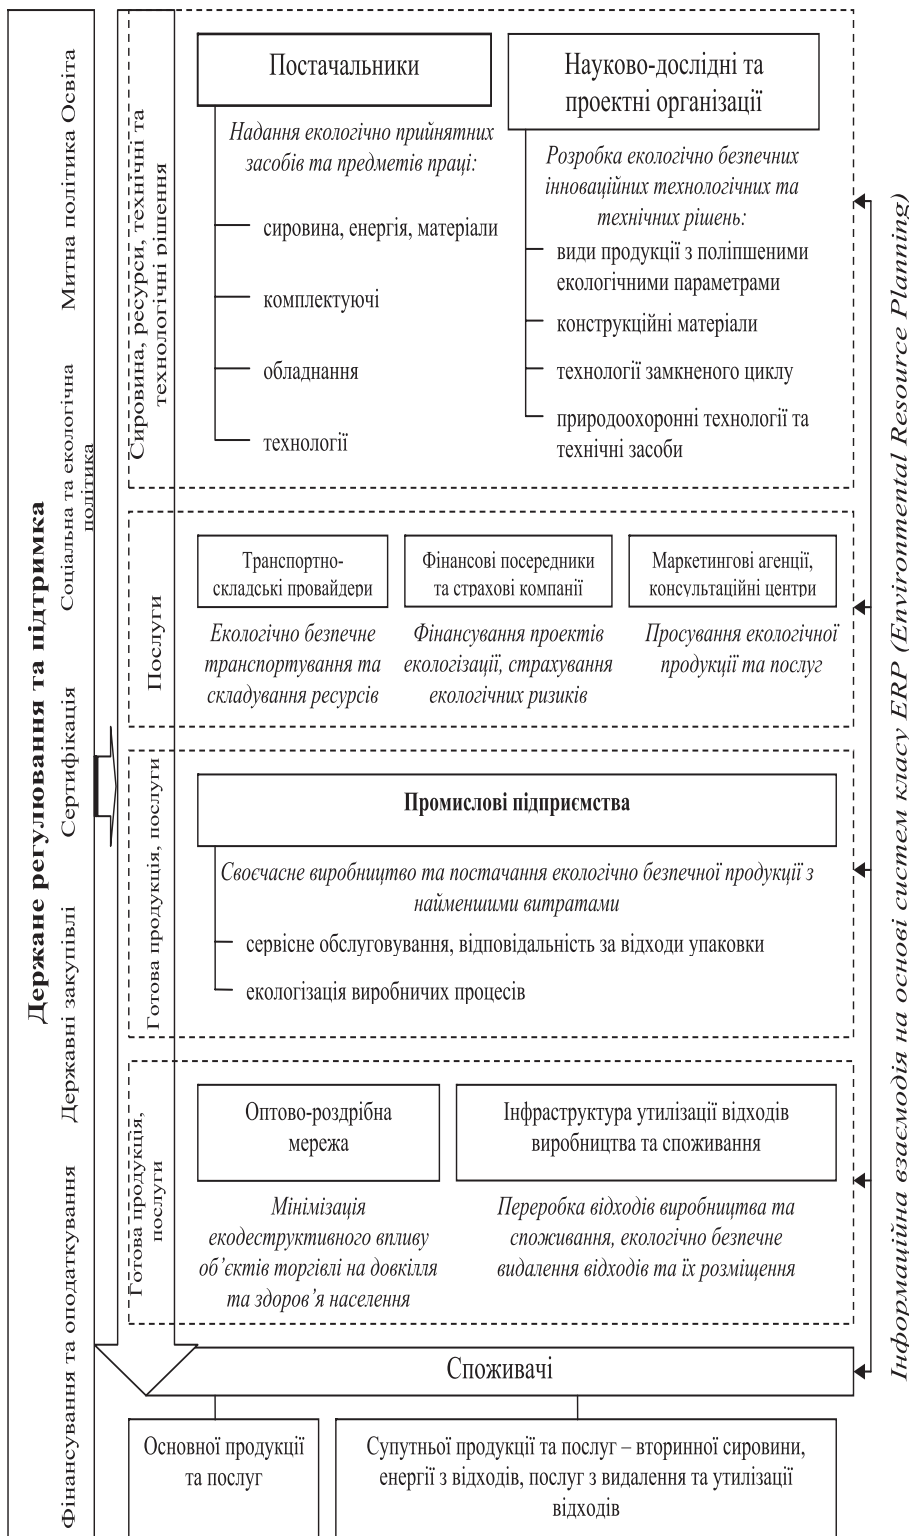 Держане регулювання та підтримка
Фінансування та оподаткування
Державні закупівлі
Сертифікація
Соціальна та екологічна
політика
Митна політика
Освіта
Сировина, ресурси, технічні та
технологічні рішення
Постачальники
Надання екологічно прийнятних
засобів та предметів праці:
сировина, енергія, матеріали
комплектуючі
обладнання
технології
Науково-дослідні та
проектні організації
Розробка екологічно безпечних
інноваційних технологічних та
технічних рішень:
види продукції з поліпшеними
екологічними параметрами
конструкційні матеріали
технології замкненого циклу
природоохоронні технології та
технічні засоби
Послуги
Транспортно-
складські провайдери
Екологічно безпечне
транспортування та
складування ресурсів
Фінансові посередники
та страхові компанії
Фінансування проектів
екологізації, страхування
екологічних ризиків
Маркетингові агенції,
консультаційні центри
Просування екологічної
продукції та послуг
Готова продукція, послуги
Промислові підприємства
Своєчасне виробництво та постачання екологічно безпечної продукції з
найменшими витратами
сервісне обслуговування, відповідальність за відходи упаковки
екологізація виробничих процесів
Готова продукція,
послуги
Оптово-роздрібна
мережа
Мінімізація
екодеструктивного впливу
об’єктів торгівлі на довкілля
та здоров’я населення
Інфраструктура утилізації відходів
виробництва та споживання
Переробка відходів виробництва та
споживання, екологічно безпечне
видалення відходів та їх розміщення
Споживачі
Основної продукції
та послуг
Супутньої продукції та послуг – вторинної сировини,
енергії з відходів, послуг з видалення та утилізації
відходів
Інформаційна взаємодія на основі систем класу ERP (Environmental Resource Planning)